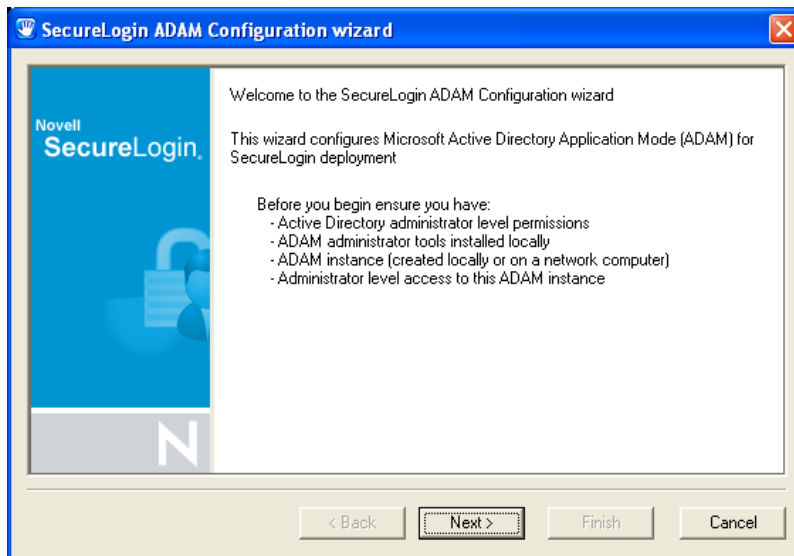 SecureLogin ADAM Configuration wizard
Novell
SecureLogin.
Welcome to the SecureLogin ADAM Configuration wizard
This wizard configures Microsoft Active Directory Application Mode (ADAM) for
SecureLogin deployment
Before you begin ensure you have:
- Active Directory administrator level permissions
- ADAM administrator tools installed locally
- ADAM instance (created locally or on a network computer)
- Administrator level access to this ADAM instance
N
< Back
Next >
Finish
Cancel